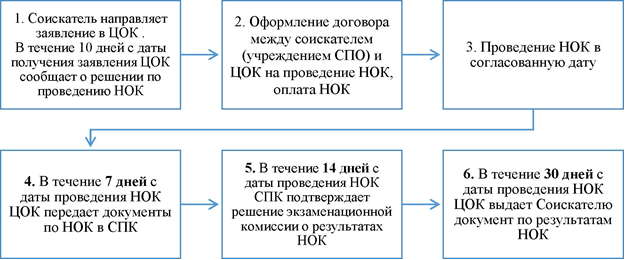 1. Соискатель направляет
заявление в ЦОК .
В течение 10 дней с даты
получения заявления ЦОК
сообщает о решении по
проведению НОК
2. Оформление договора
между соискателем
(учреждением СПО) и
ЦОК на проведение НОК,
оплата НОК
3. Проведение НОК в
согласованную дату
4. В течение 7 дней с
даты проведения НОК
ЦОК передает документы
по НОК в СПК
5. В течение 14 дней с
даты проведения НОК
СПК подтверждает
решение экзаменационной
комиссии о результатах
НОК
6. В течение 30 дней с
даты проведения НОК
ЦОК выдает Соискателю
документ по результатам
НОК